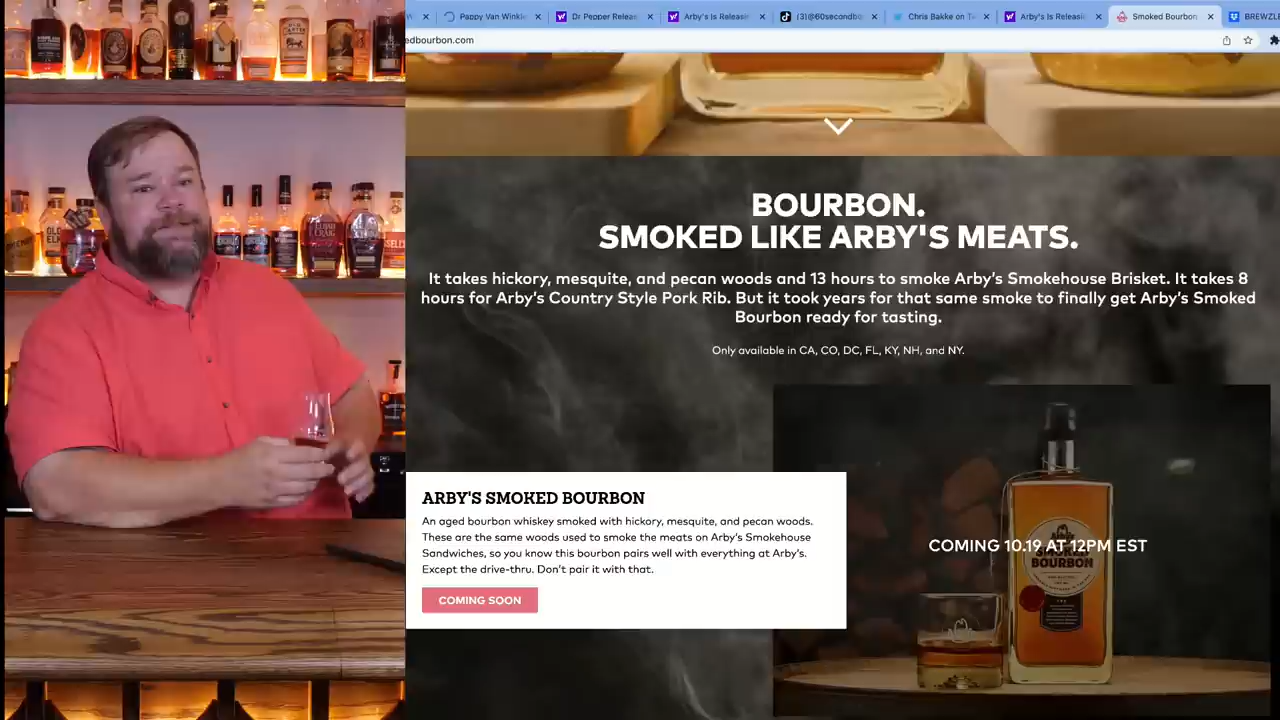 Pappy Van Winkle
Dr Pepper Releas
Arby's Is Releasi
(3)@60secondbo
Chris Bakke on Tw
Arby's Is Releasi
Smoked Bourbon
BREWZLE
edbourbon.com
BOURBON.
SMOKED LIKE ARBY'S MEATS.
It takes hickory, mesquite, and pecan woods and 13 hours to smoke Arby's Smokehouse Brisket. It takes 8
hours for Arby's Country Style Pork Rib. But it took years for that same smoke to finally get Arby's Smoked
Bourbon ready for tasting.
Only available in CA, CO, DC, FL, KY, NH, and NY.
ARBY'S SMOKED BOURBON
An aged bourbon whiskey smoked with hickory, mesquite, and pecan woods.
These are the same woods used to smoke the meats on Arby's Smokehouse
Sandwiches, so you know this bourbon pairs well with everything at Arby's.
Except the drive-thru. Don't pair it with that.
COMING SOON
COMING 10.19 AT 12PM EST
SMOKED
BOURBON
OLD
ELM
ELIJAH
CRAIG